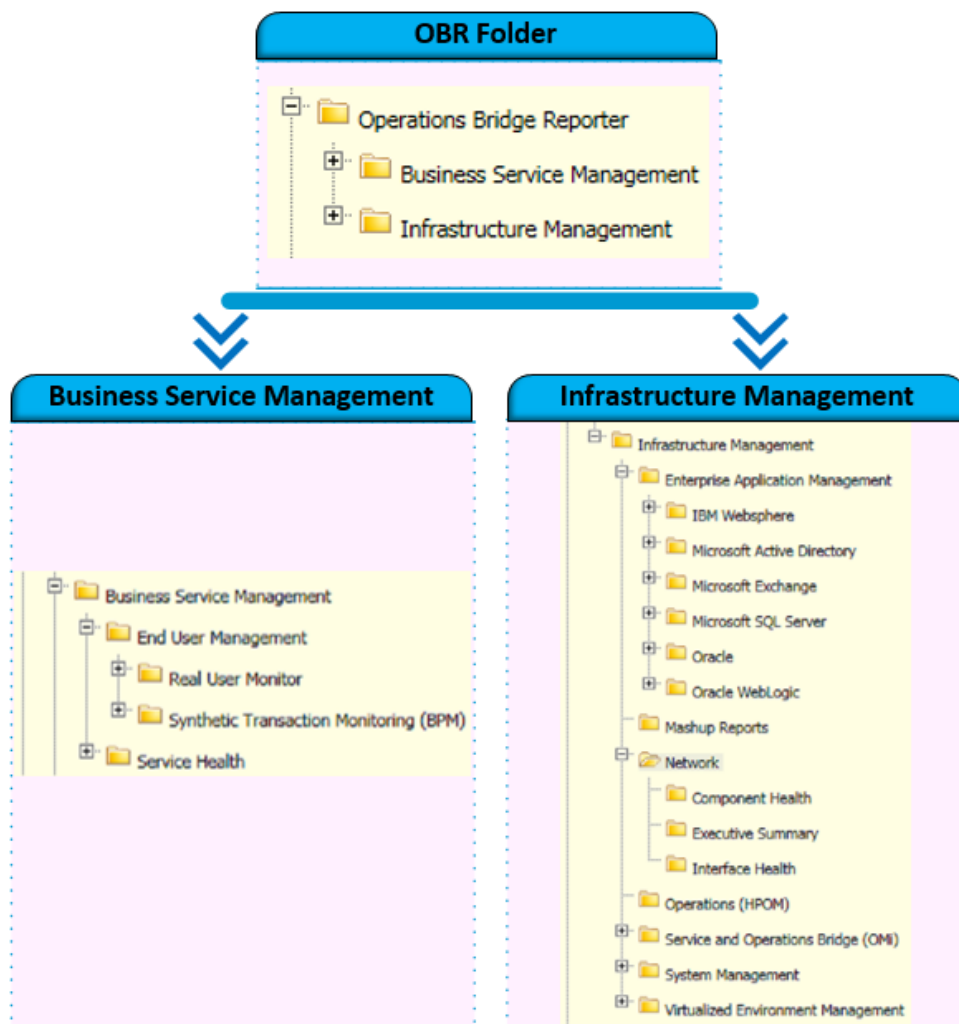 OBR Folder
Operations Bridge Reporter
Business Service Management
Infrastructure Management
Business Service Management
Business Service Management
End User Management
Real User Monitor
Synthetic Transaction Monitoring (BPM)
Service Health
Infrastructure Management
Infrastructure Management
Enterprise Application Management
IBM Websphere
Microsoft Active Directory
Microsoft Exchange
Microsoft SQL Server
Oracle
Oracle WebLogic
Mashup Reports
Network
Component Health
Executive Summary
Interface Health
Operations (HPOM)
Service and Operations Bridge (OMi)
System Management
Virtualized Environment Management